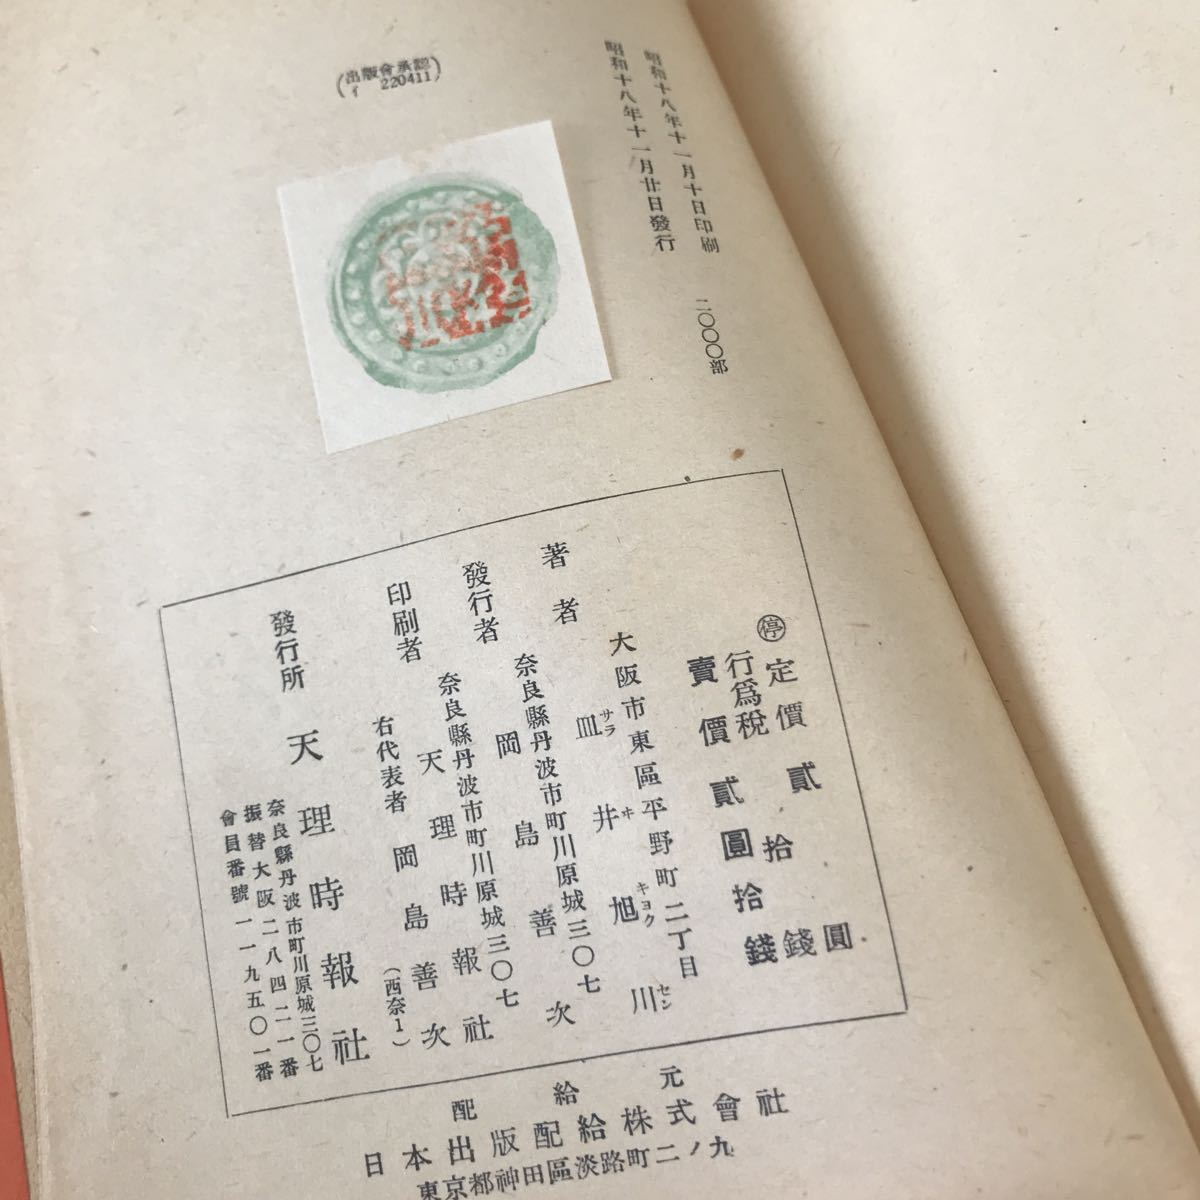 (出版會承認
イ 220411)
昭和十八年十一月十日印刷
二〇〇〇部
昭和十八年十一月廿日發行
停
定價貳圓
行爲税拾錢
賣價貳圓拾錢
大阪市東區平野町二丁目
著者 皿井旭川
サラ ヰ キヨク セン
奈良縣丹波市町川原城三〇七
發行者 岡島善次
奈良縣丹波市町川原城三〇七
印刷者 天理時報社
右代表者 岡島善次
(西奈1)
發行所 天理時報社
奈良縣丹波市町川原城三〇七
振替大阪二八四二一番
會員番號一一九五〇一番
配給元
日本出版配給株式會社
東京都神田區淡路町二ノ九